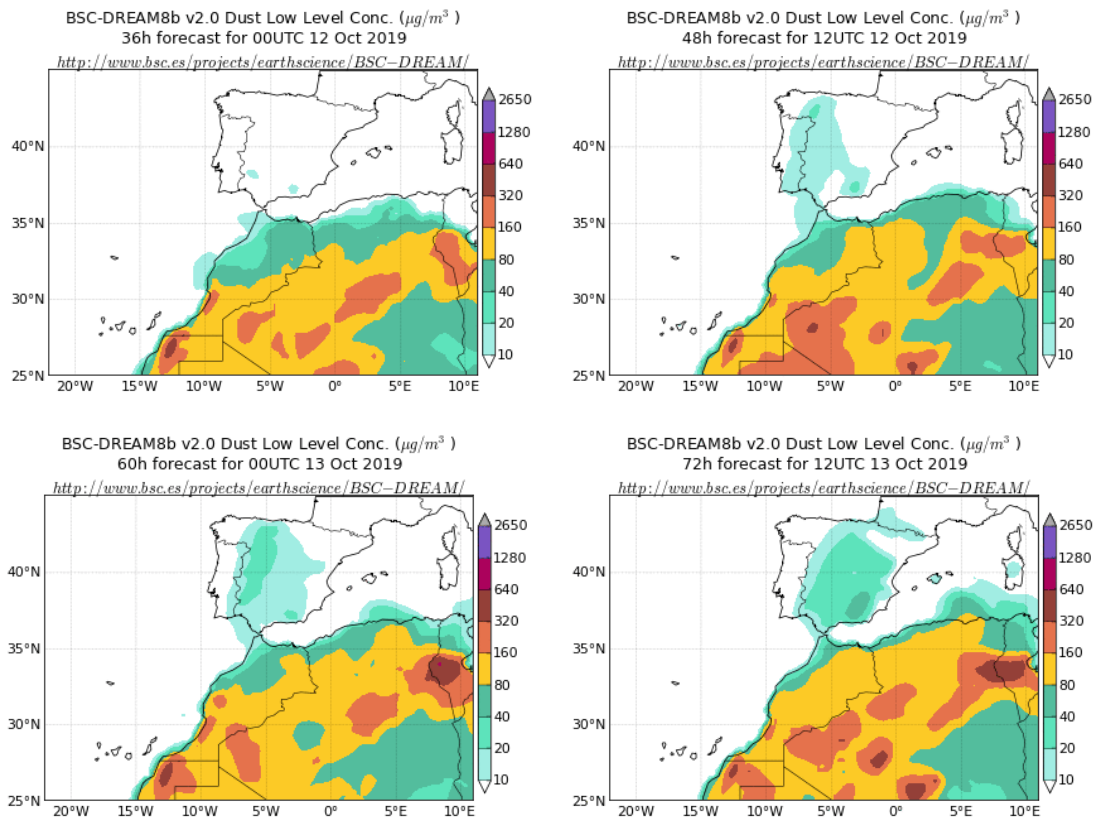 BSC-DREAM8b v2.0 Dust Low Level Conc. (μg/m³ )
36h forecast for 00UTC 12 Oct 2019
http://www.bsc.es/projects/earthscience/BSC−DREAM/
40°N
35°N
30°N
25°N
20°W 15°W 10°W 5°W 0° 5°E 10°E
2650
1280
640
320
160
80
40
20
10
BSC-DREAM8b v2.0 Dust Low Level Conc. (μg/m³ )
48h forecast for 12UTC 12 Oct 2019
http://www.bsc.es/projects/earthscience/BSC−DREAM/
40°N
35°N
30°N
25°N
20°W 15°W 10°W 5°W 0° 5°E 10°E
2650
1280
640
320
160
80
40
20
10
BSC-DREAM8b v2.0 Dust Low Level Conc. (μg/m³ )
60h forecast for 00UTC 13 Oct 2019
http://www.bsc.es/projects/earthscience/BSC−DREAM/
40°N
35°N
30°N
25°N
20°W 15°W 10°W 5°W 0° 5°E 10°E
2650
1280
640
320
160
80
40
20
10
BSC-DREAM8b v2.0 Dust Low Level Conc. (μg/m³ )
72h forecast for 12UTC 13 Oct 2019
http://www.bsc.es/projects/earthscience/BSC−DREAM/
40°N
35°N
30°N
25°N
20°W 15°W 10°W 5°W 0° 5°E 10°E
2650
1280
640
320
160
80
40
20
10